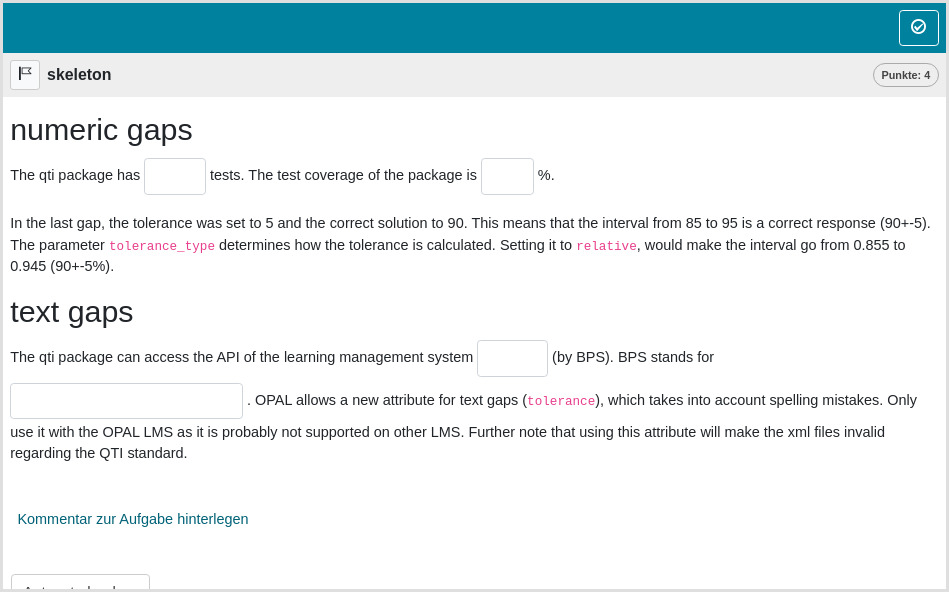 skeleton
Punkte: 4
numeric gaps
The qti package has tests. The test coverage of the package is %.
In the last gap, the tolerance was set to 5 and the correct solution to 90. This means that the interval from 85 to 95 is a correct response (90+-5).
The parameter tolerance_type determines how the tolerance is calculated. Setting it to relative, would make the interval go from 0.855 to
0.945 (90+-5%).
text gaps
The qti package can access the API of the learning management system (by BPS). BPS stands for
. OPAL allows a new attribute for text gaps (tolerance), which takes into account spelling mistakes. Only
use it with the OPAL LMS as it is probably not supported on other LMS. Further note that using this attribute will make the xml files invalid
regarding the QTI standard.
Kommentar zur Aufgabe hinterlegen